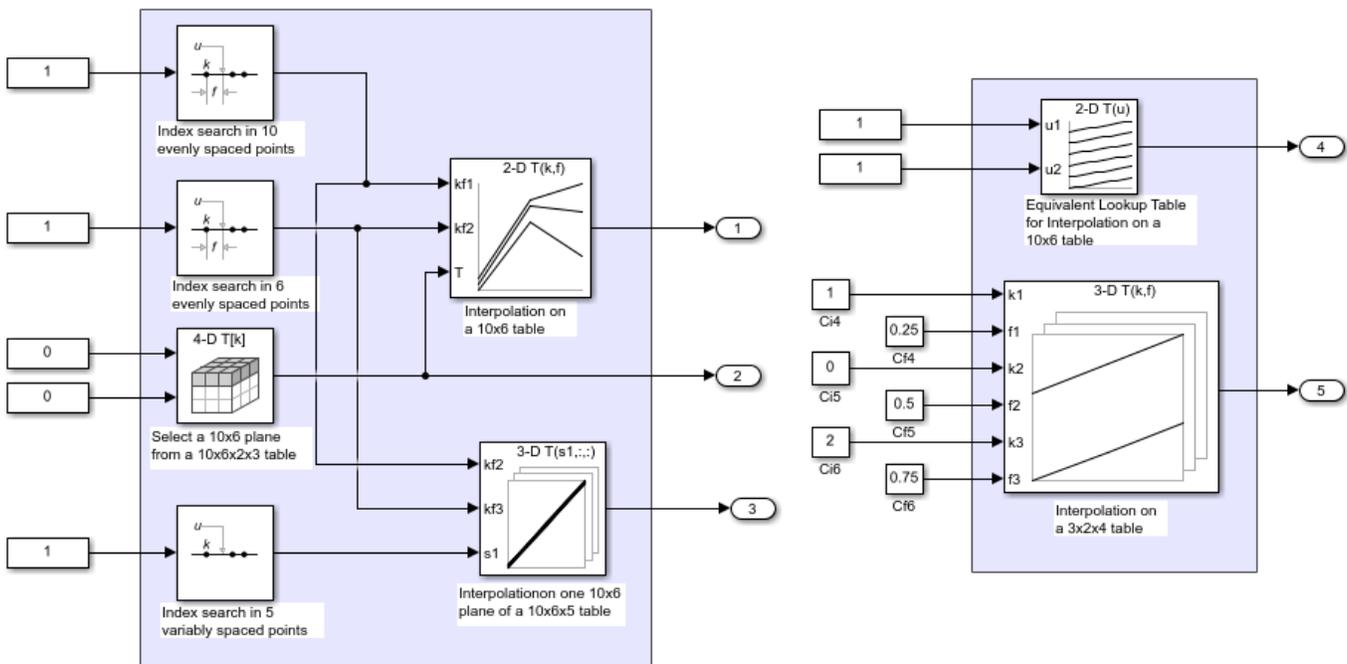 1
u
k
f
Index search in 10
evenly spaced points
1
u
k
f
Index search in 6
evenly spaced points
0
0
4-D T[k]
Select a 10x6 plane
from a 10x6x2x3 table
1
u
k
Index search in 5
variably spaced points
2-D T(k,f)
kf1
kf2
T
Interpolation on
a 10x6 table
1
2
3-D T(s1,:,:)
kf2
kf3
s1
Interpolationon one 10x6
plane of a 10x6x5 table
3
1
1
2-D T(u)
u1
u2
Equivalent Lookup Table
for Interpolation on a
10x6 table
4
1
Ci4
0.25
Cf4
0
Ci5
0.5
Cf5
2
Ci6
0.75
Cf6
3-D T(k,f)
k1
f1
k2
f2
k3
f3
Interpolation on
a 3x2x4 table
5